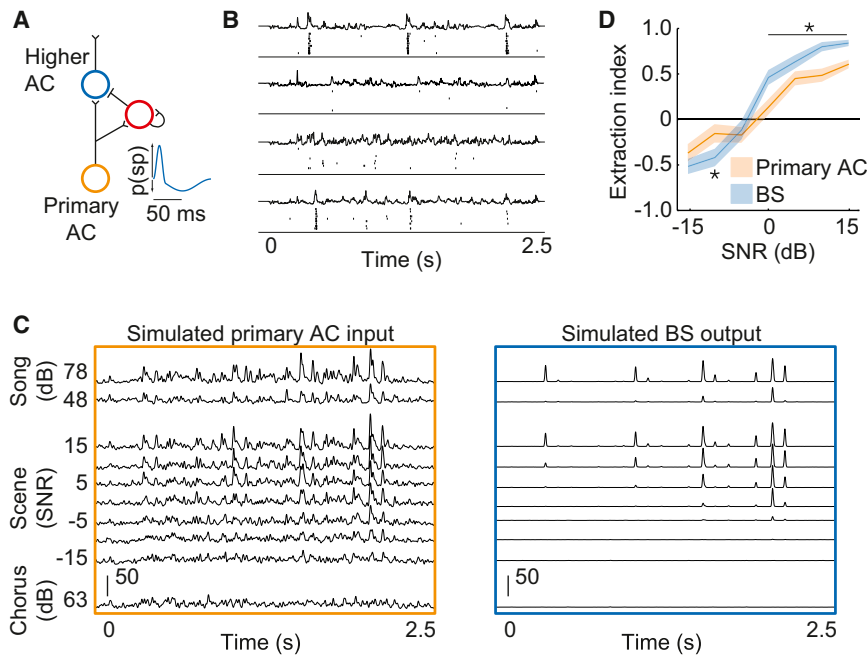 A
Higher
AC
p(sp)
Primary
AC
50 ms
B
0
2.5
Time (s)
D
Extraction index
1.0
0.5
0
-0.5
-1.0
*
*
Primary AC
BS
-15
0
15
SNR (dB)
C
Simulated primary AC input
Song
(dB)
78
48
Scene
(SNR)
15
5
-5
-15
Chorus
(dB)
63
50
0
2.5
Time (s)
Simulated BS output
50
0
2.5
Time (s)